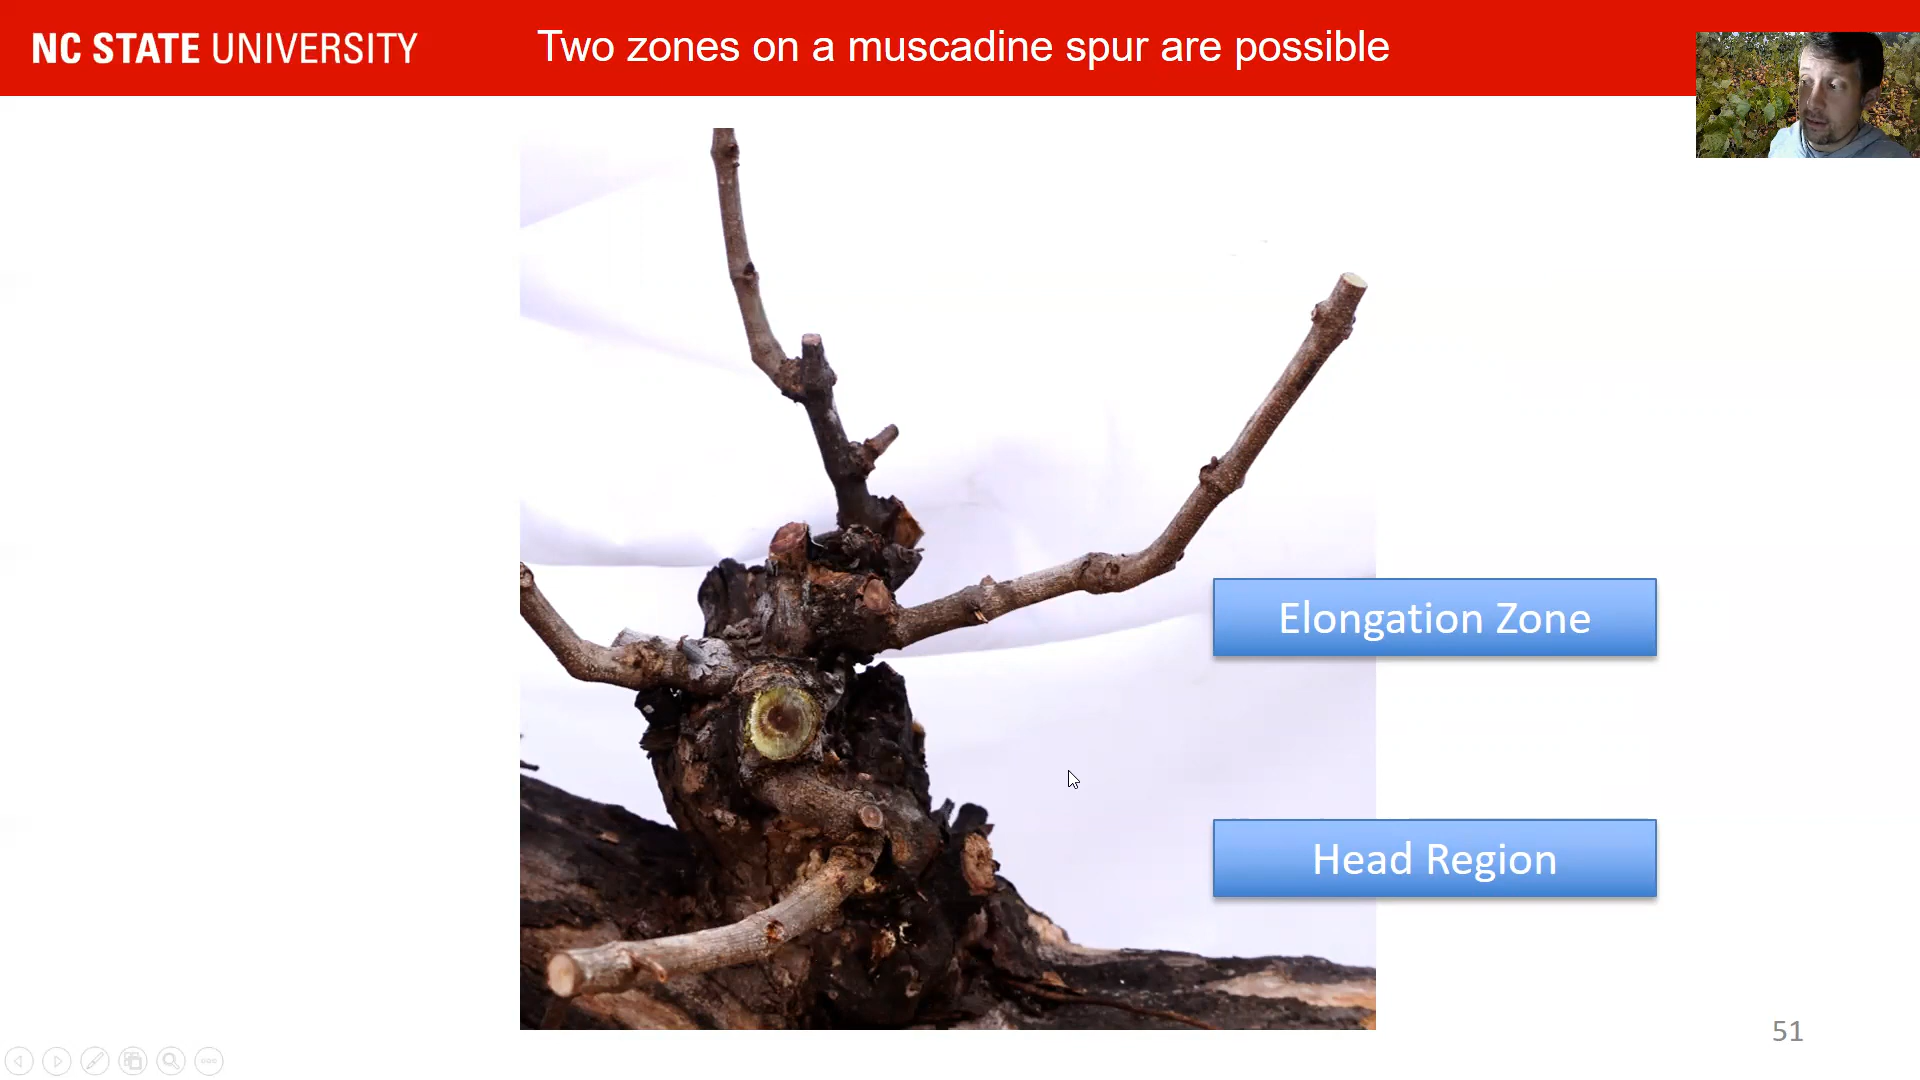 NC STATE UNIVERSITY
Two zones on a muscadine spur are possible
Elongation Zone
Head Region
51